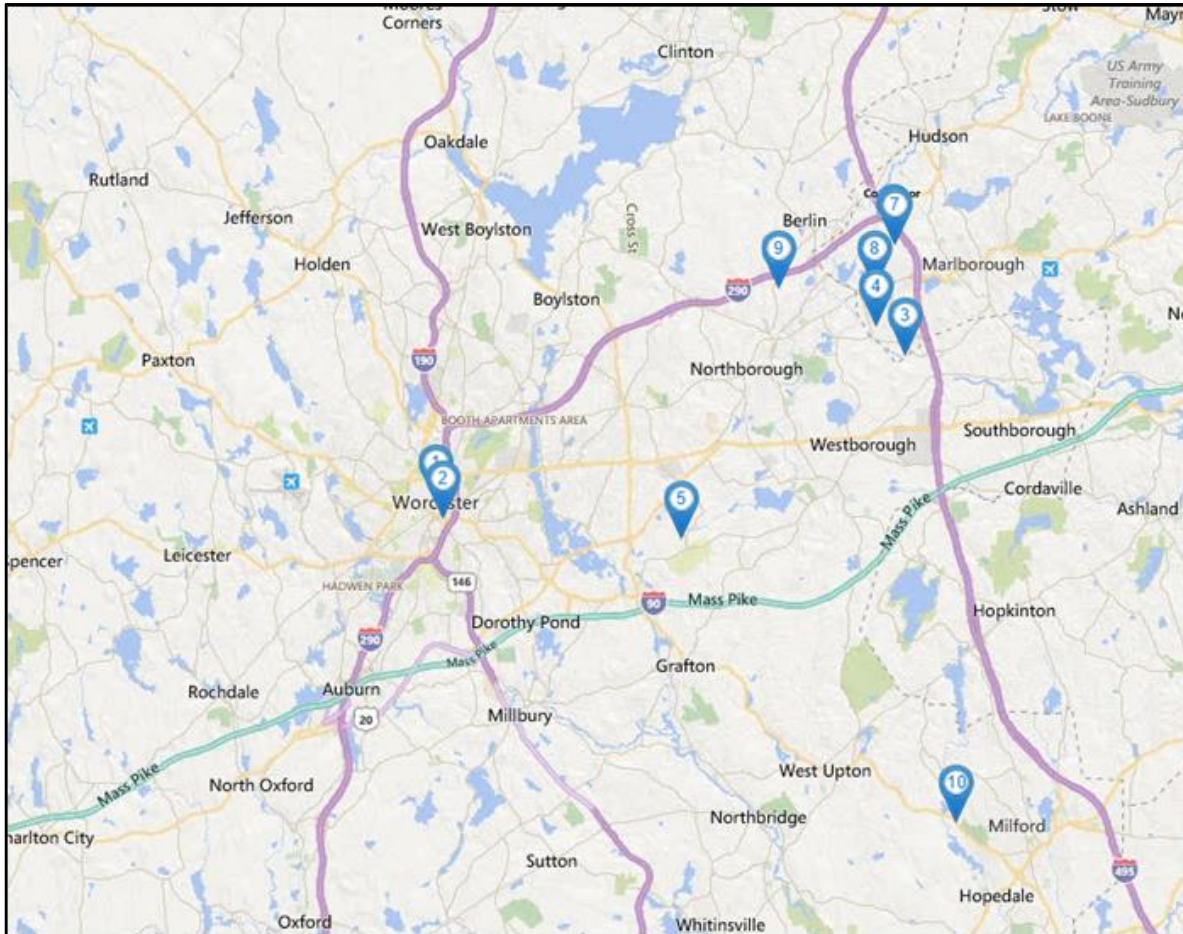 Corners
Clinton
Stow
US Army
Training
Area-Sudbury
LAKE BOONE
Oakdale
Hudson
Rutland
Jefferson
West Boylston
Cross St
Berlin
7
Holden
9
8
Marlborough
290
4
Boylston
3
Paxton
190
Northborough
BOOTH APARTMENTS AREA
Westborough
Southborough
1
2
Worcester
5
Cordaville
Mass Pike
Ashland
Leicester
HADWEN PARK
146
90
Mass Pike
Hopkinton
Dorothy Pond
290
Mass Pike
Grafton
Rochdale
Auburn
20
Millbury
Mass Pike
North Oxford
West Upton
10
Northbridge
Milford
harlton City
Sutton
495
Hopedale
Oxford
Whitinsville